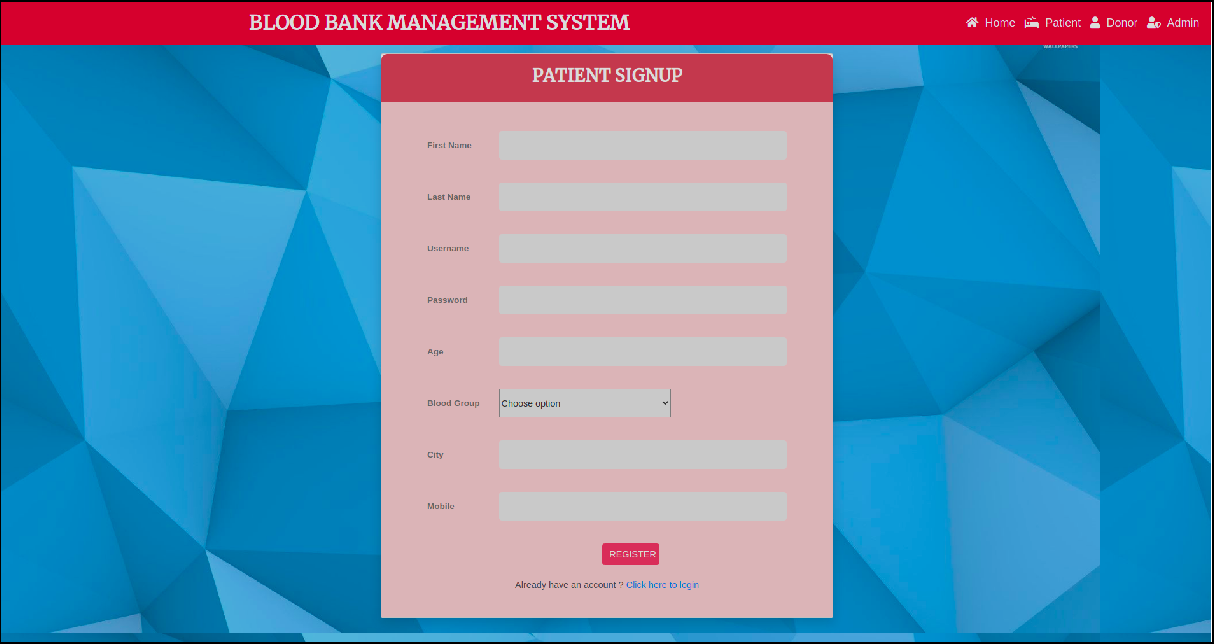 BLOOD BANK MANAGEMENT SYSTEM
Home Patient Donor Admin
PATIENT SIGNUP
First Name
Last Name
Username
Password
Age
Blood Group Choose option
City
Mobile
REGISTER
Already have an account ? Click here to login